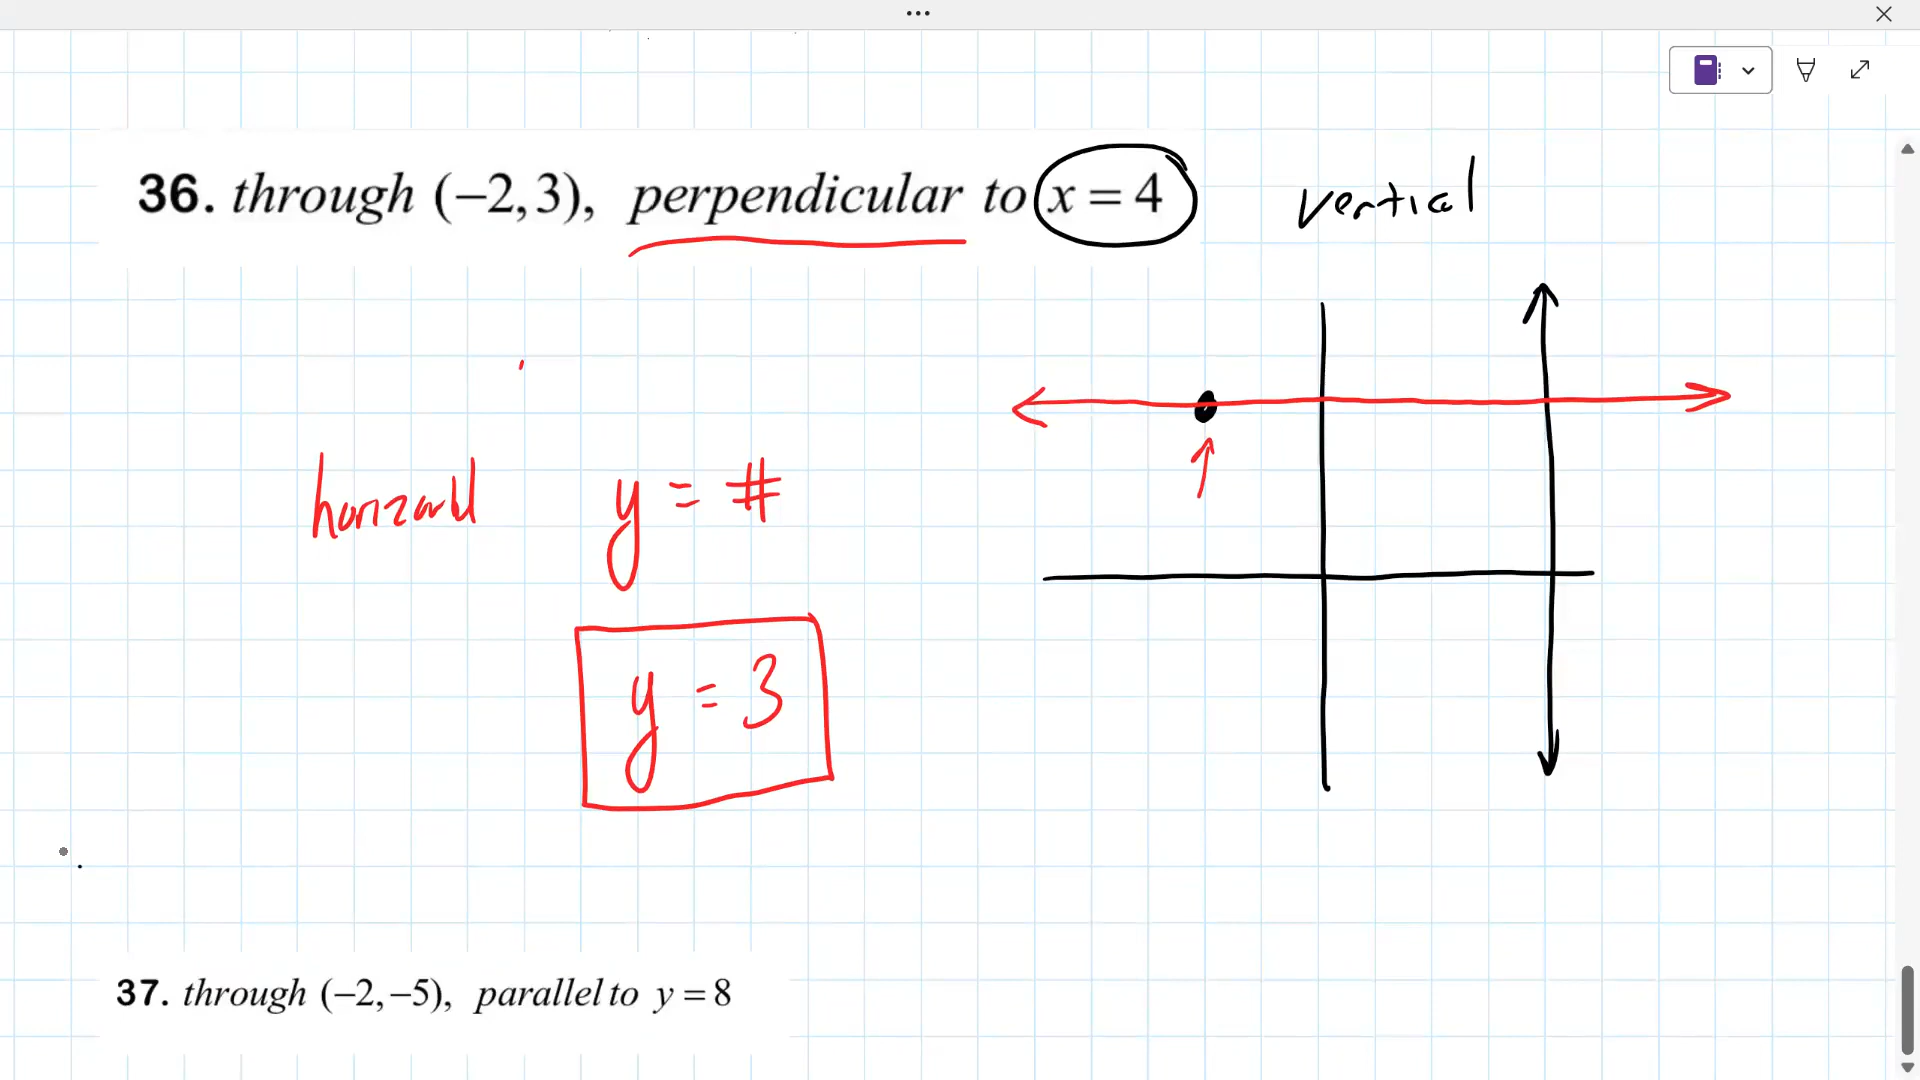 36. through (−2,3), perpendicular to x = 4
vertical
horizontal y = #
y = 3
37. through (−2,−5), parallel to y = 8